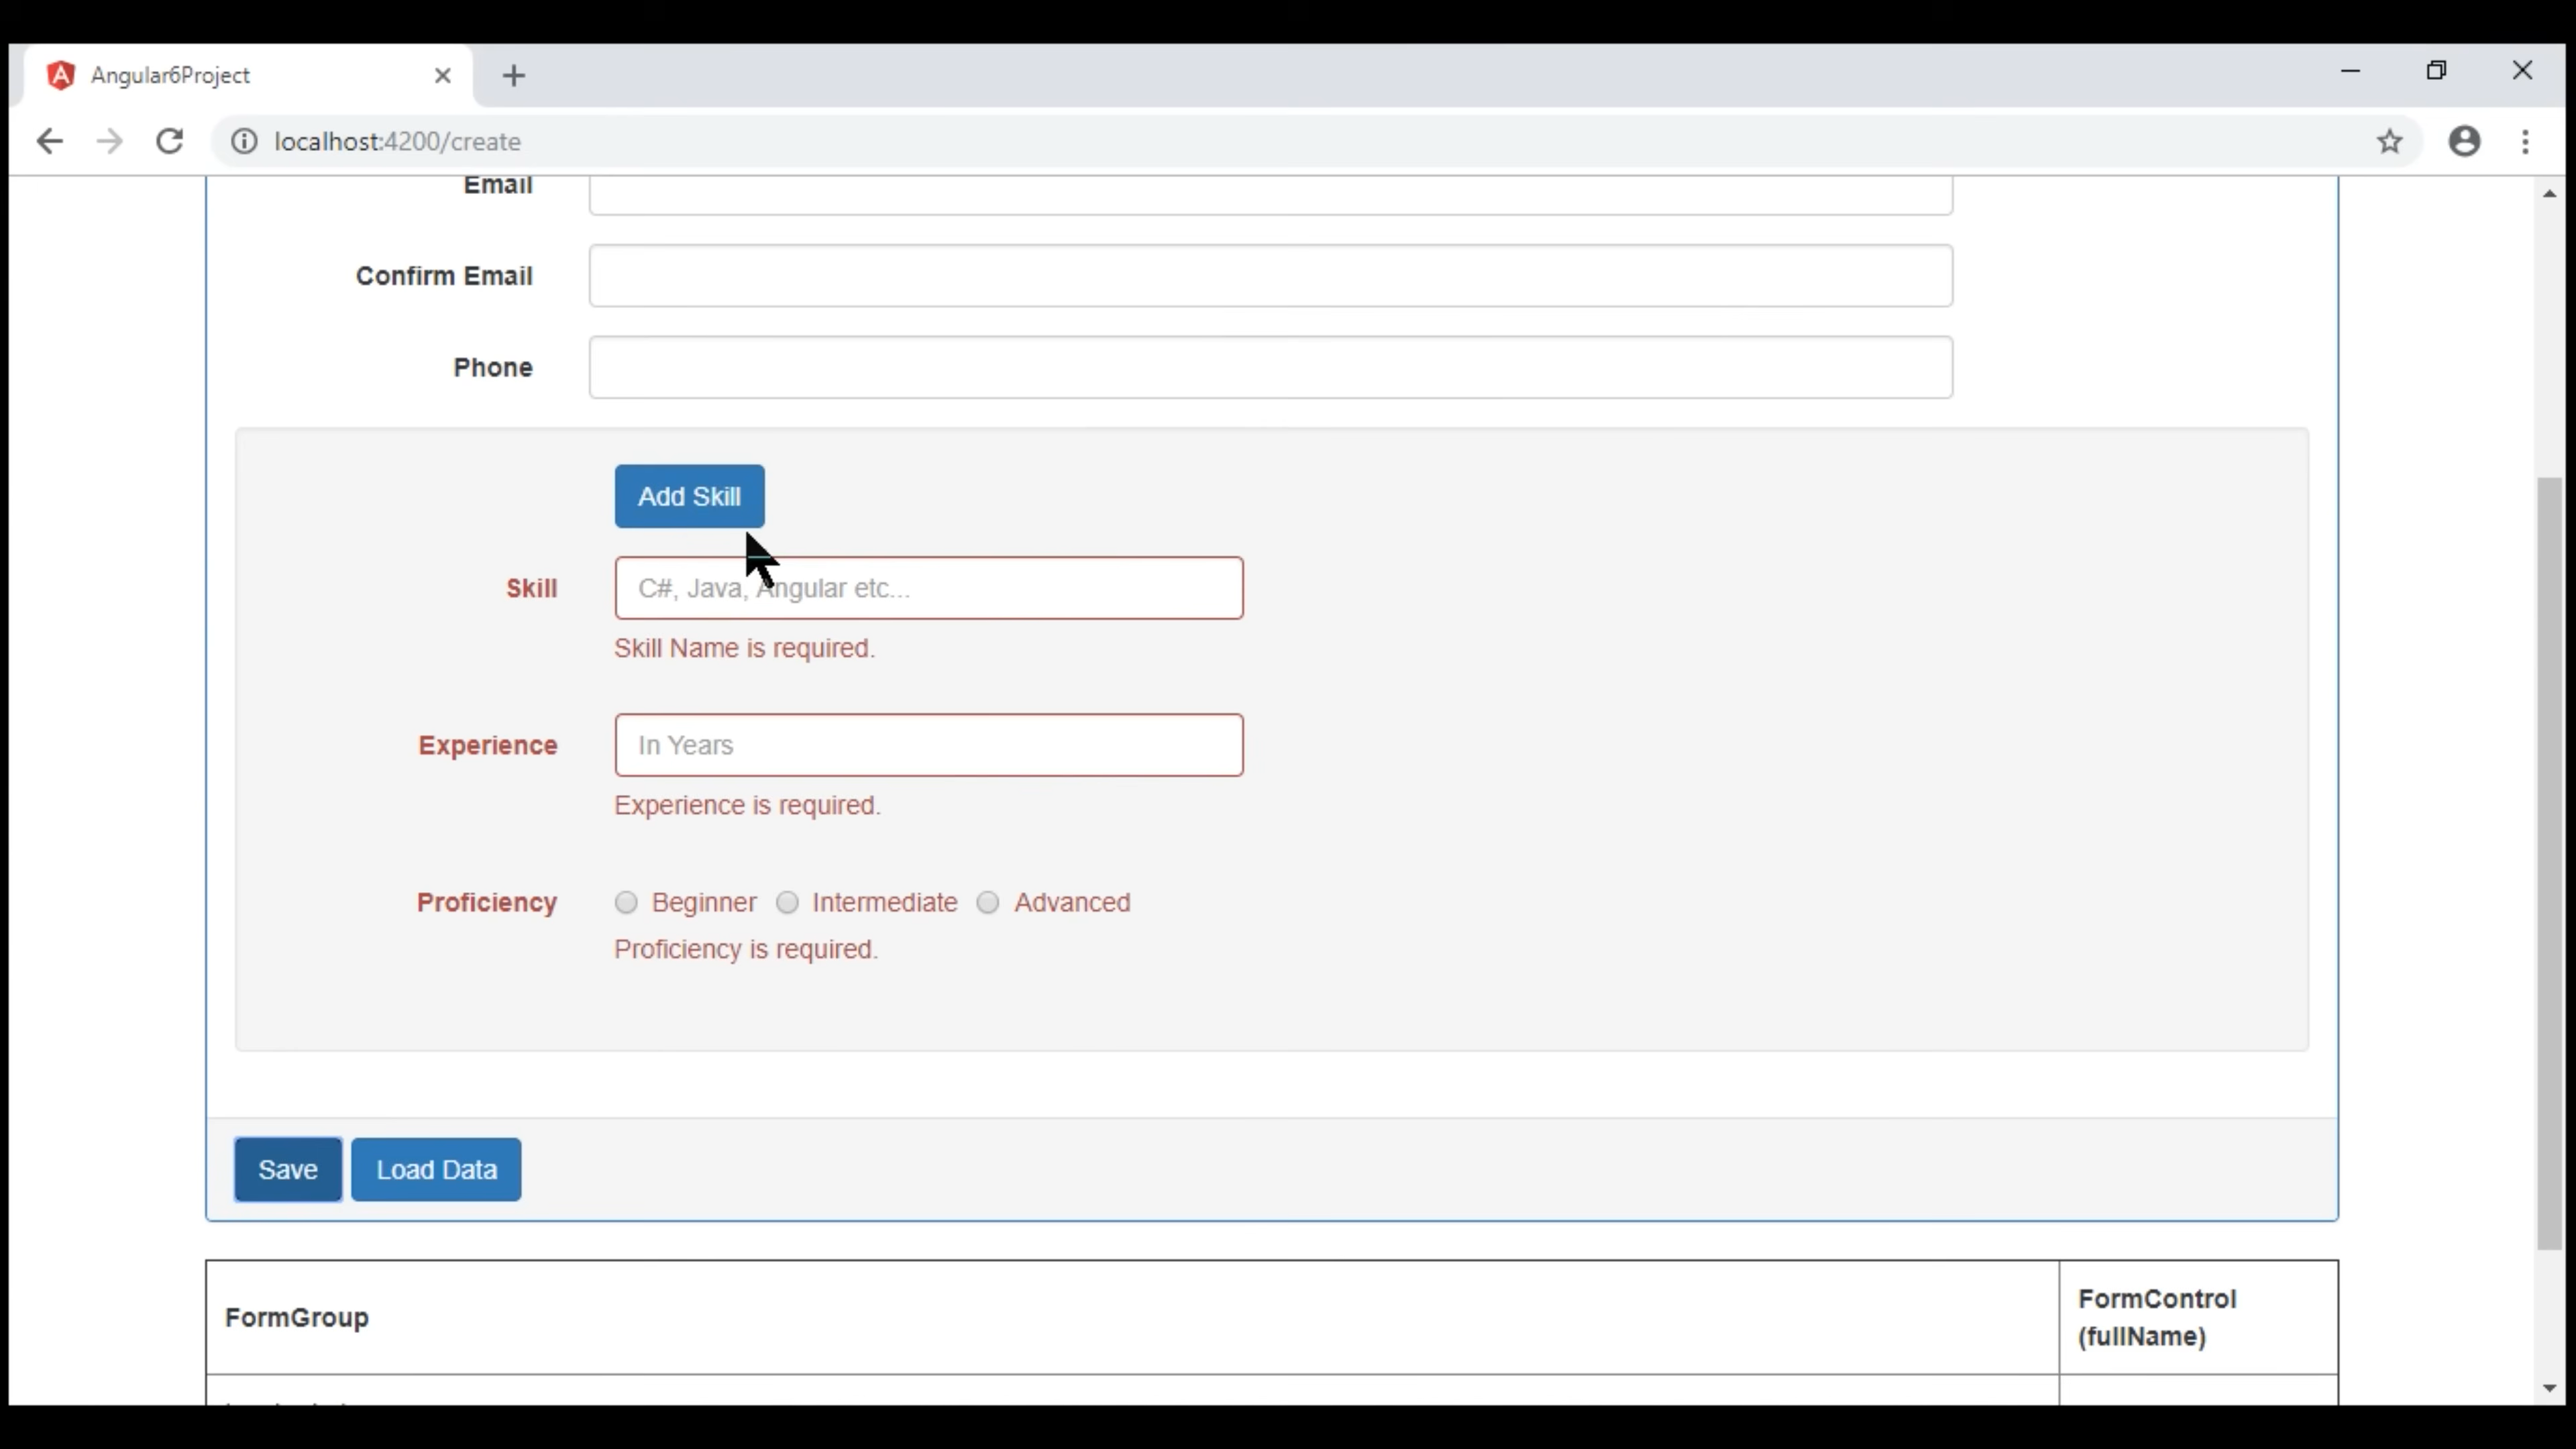 Angular6Project
localhost:4200/create
Email
Confirm Email
Phone
Add Skill
Skill
C#, Java, Angular etc...
Skill Name is required.
Experience
In Years
Experience is required.
Proficiency
Beginner
Intermediate
Advanced
Proficiency is required.
Save
Load Data
FormGroup
FormControl
(fullName)